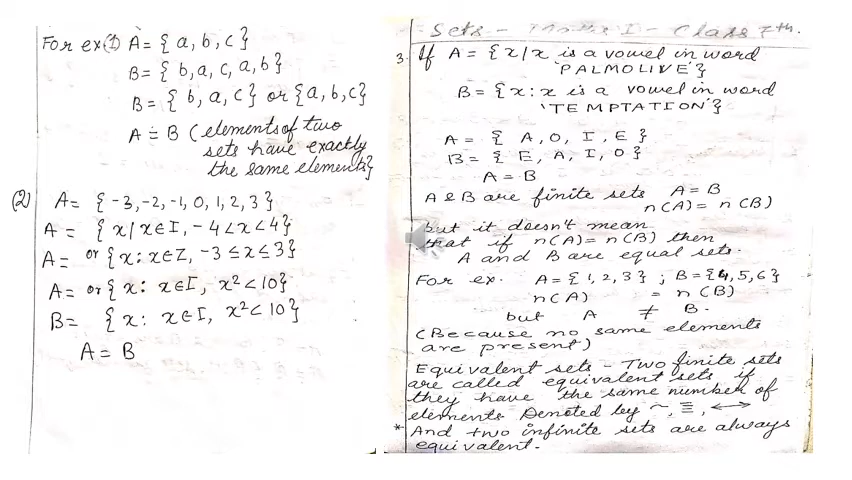 For ex (1) A = { a, b, c }
B = { b, a, c, a, b }
B = { b, a, c } or { a, b, c }
A = B ( elements of two
sets have exactly
the same elements}
(2) A = { -3, -2, -1, 0, 1, 2, 3 }
A = { x / x ∈ I, -4 < x < 4 }
A = or { x : x ∈ Z, -3 ≤ x ≤ 3 }
A = or { x : x ∈ I, x² < 10 }
B = { x : x ∈ I, x² < 10 }
A = B
Sets - I - Class 7th.
3. If A = { x / x is a vowel in word
'PALMOLIVE' }
B = { x : x is a vowel in word
'TEMPTATION' }
A = { A, O, I, E }
B = { E, A, I, O }
A = B
A & B are finite sets A = B
n(A) = n(B)
but it doesn't mean
that if n(A) = n(B) then
A and B are equal sets.
For ex. A = { 1, 2, 3 } ; B = { 4, 5, 6 }
n(A) = n(B)
but A ≠ B.
(Because no same elements
are present)
Equivalent sets - Two finite sets
are called equivalent sets if
they have the same number of
elements. Denoted by ~, ≡, ↔
* And two infinite sets are always
equivalent.